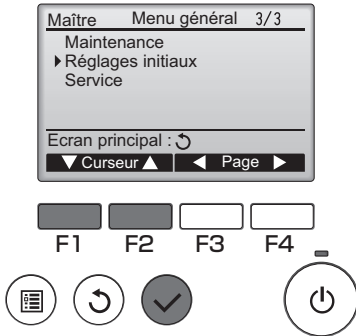 Maître Menu général 3/3
Maintenance
Réglages initiaux
Service
Ecran principal :
Curseur Page
F1 F2 F3 F4